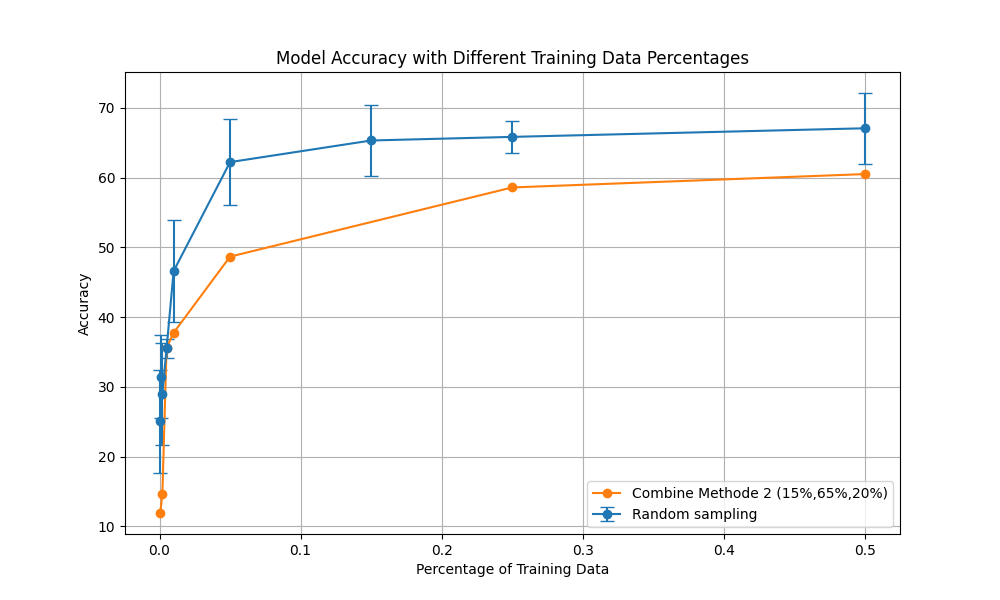 Model Accuracy with Different Training Data Percentages
Accuracy
70
60
50
40
30
20
10
0.0 0.1 0.2 0.3 0.4 0.5
Percentage of Training Data
Combine Methode 2 (15%,65%,20%)
Random sampling